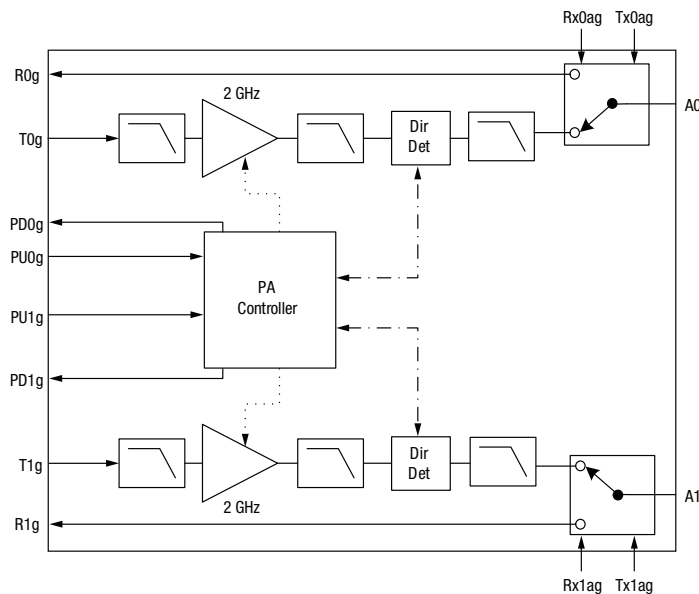 Rx0ag Tx0ag
R0g
2 GHz
A0
T0g
Dir
Det
PD0g
PU0g
PA
Controller
PU1g
PD1g
T1g
Dir
Det
A1
2 GHz
R1g
Rx1ag Tx1ag